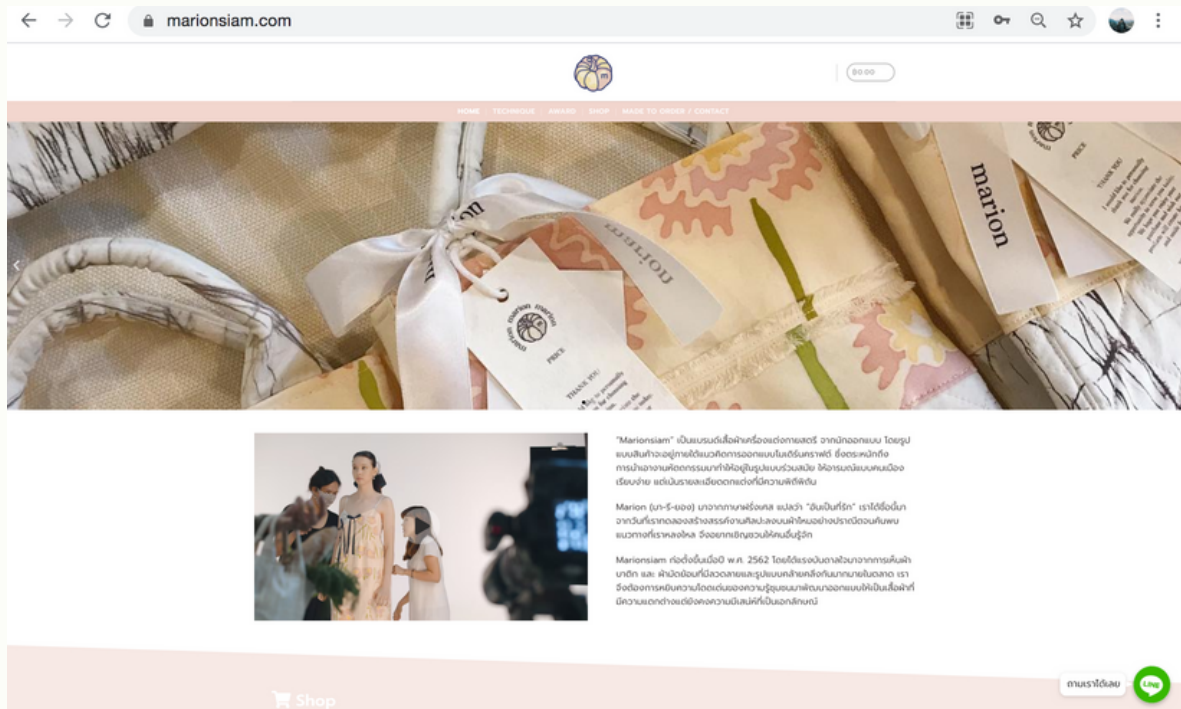 marionsiam.com
m
฿0.00
HOME
TECHNIQUE
AWARD
SHOP
MADE TO ORDER / CONTACT
marion
marion marion marion
PRICE
THANK YOU
PRICE
THANK YOU
I would like to personally
thank you for choosing
"Marionsiam" เป็นแบรนด์เสื้อผ้าเครื่องแต่งกายสตรี จากนักออกแบบ โดยรูป
แบบสินค้าจะอยู่ภายใต้แนวคิดการออกแบบโมเดิร์นคราฟต์ ซึ่งตระหนักถึง
การนำเอางานหัตถกรรมมาทำให้อยู่ในรูปแบบร่วมสมัย ให้อารมณ์แบบคนเมือง
เรียบง่าย แต่เน้นรายละเอียดตกแต่งที่มีความพิถีพิถัน
Marion (มา-รี-ยอง) มาจากภาษาฝรั่งเศส แปลว่า "อันเป็นที่รัก" เราได้ชื่อนี้มา
จากวันที่เราทดลองสร้างสรรค์งานศิลปะลงบนผ้าไหมอย่างปราณีตจนค้นพบ
แนวทางที่เราหลงใหล จึงอยากเชิญชวนให้คนอื่นรู้จัก
Marionsiam ก่อตั้งขึ้นเมื่อปี พ.ศ. 2562 โดยได้แรงบันดาลใจมาจากการเห็นผ้า
บาติก และ ผ้ามัดย้อมที่มีลวดลายและรูปแบบคล้ายคลึงกันมากมายในตลาด เรา
จึงต้องการหยิบความโดดเด่นของความรู้ชุมชนมาพัฒนาออกแบบให้เป็นเสื้อผ้าที่
มีความแตกต่างแต่ยังคงความมีเสน่ห์ที่เป็นเอกลักษณ์
Shop
ถามเราได้เลย
LINE